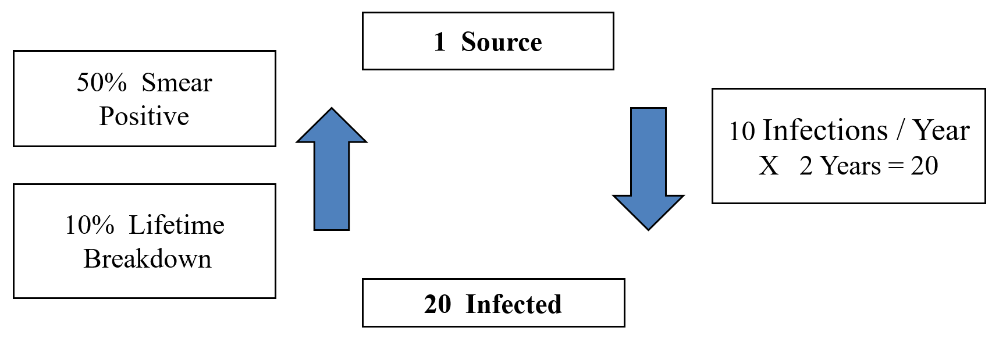 1 Source
50% Smear
Positive
10 Infections / Year
X 2 Years = 20
10% Lifetime
Breakdown
20 Infected